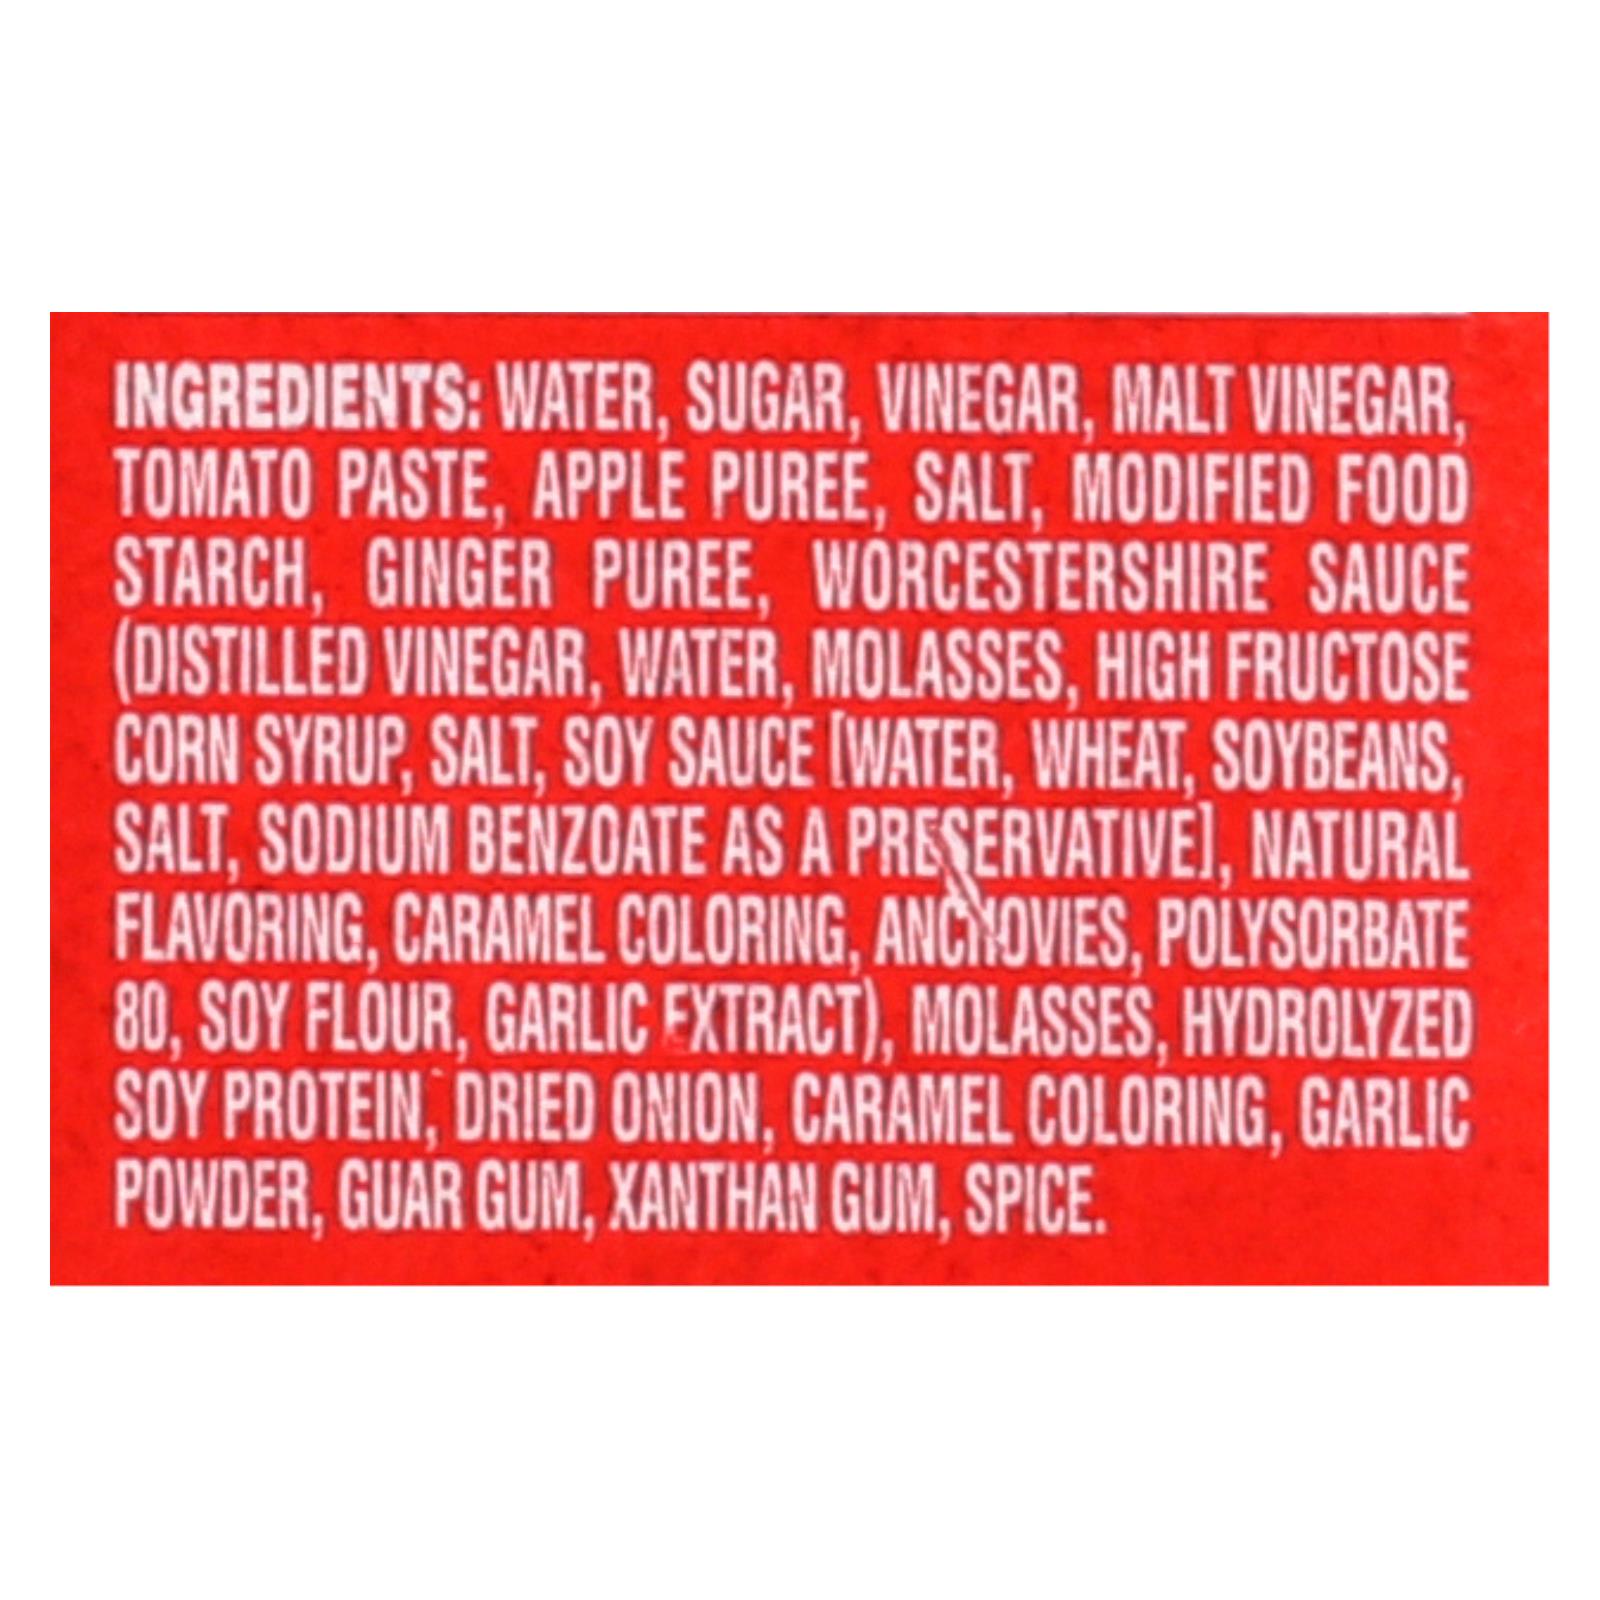 INGREDIENTS: WATER, SUGAR, VINEGAR, MALT VINEGAR,
TOMATO PASTE, APPLE PUREE, SALT, MODIFIED FOOD
STARCH, GINGER PUREE, WORCESTERSHIRE SAUCE
(DISTILLED VINEGAR, WATER, MOLASSES, HIGH FRUCTOSE
CORN SYRUP, SALT, SOY SAUCE [WATER, WHEAT, SOYBEANS,
SALT, SODIUM BENZOATE AS A PRESERVATIVE], NATURAL
FLAVORING, CARAMEL COLORING, ANCHOVIES, POLYSORBATE
80, SOY FLOUR, GARLIC EXTRACT), MOLASSES, HYDROLYZED
SOY PROTEIN, DRIED ONION, CARAMEL COLORING, GARLIC
POWDER, GUAR GUM, XANTHAN GUM, SPICE.